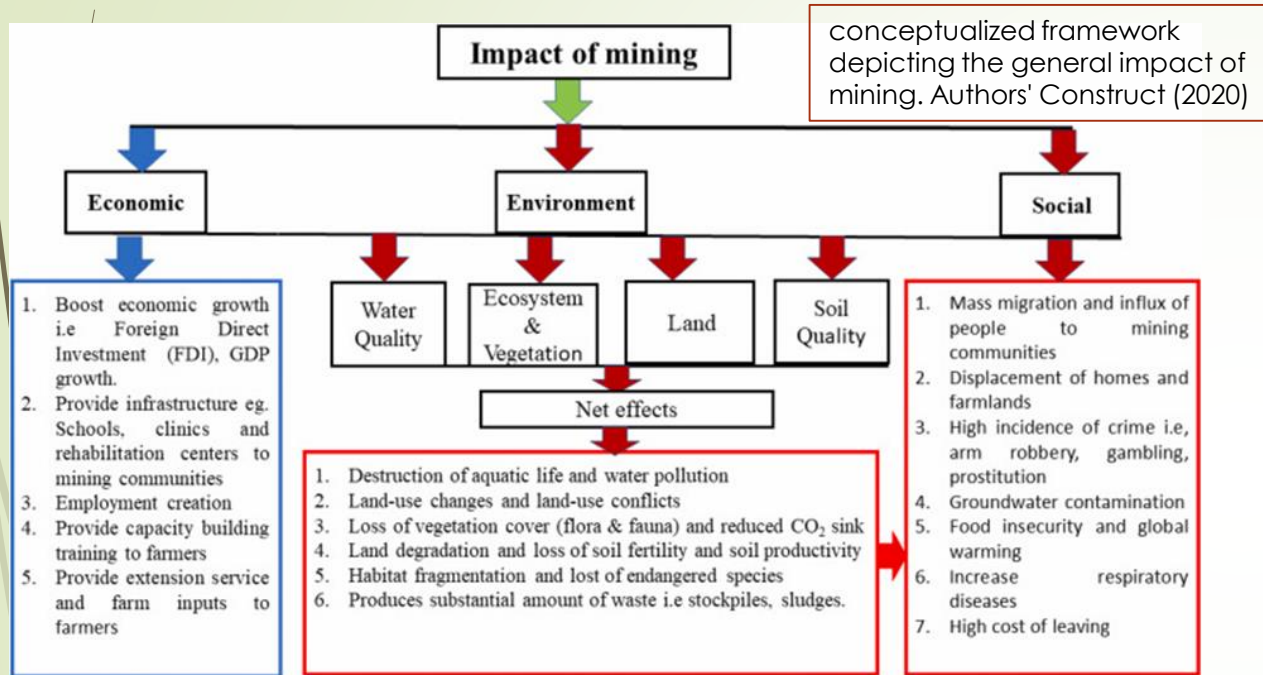 conceptualized framework
depicting the general impact of
mining. Authors' Construct (2020)
Impact of mining
Economic
Environment
Social
1. Boost economic growth
i.e Foreign Direct
Investment (FDI), GDP
growth.
2. Provide infrastructure eg.
Schools, clinics and
rehabilitation centers to
mining communities
3. Employment creation
4. Provide capacity building
training to farmers
5. Provide extension service
and farm inputs to
farmers
Water
Quality
Ecosystem
&
Vegetation
Land
Soil
Quality
Net effects
1. Destruction of aquatic life and water pollution
2. Land-use changes and land-use conflicts
3. Loss of vegetation cover (flora & fauna) and reduced CO₂ sink
4. Land degradation and loss of soil fertility and soil productivity
5. Habitat fragmentation and lost of endangered species
6. Produces substantial amount of waste i.e stockpiles, sludges.
1. Mass migration and influx of
people to mining
communities
2. Displacement of homes and
farmlands
3. High incidence of crime i.e,
arm robbery, gambling,
prostitution
4. Groundwater contamination
5. Food insecurity and global
warming
6. Increase respiratory
diseases
7. High cost of leaving